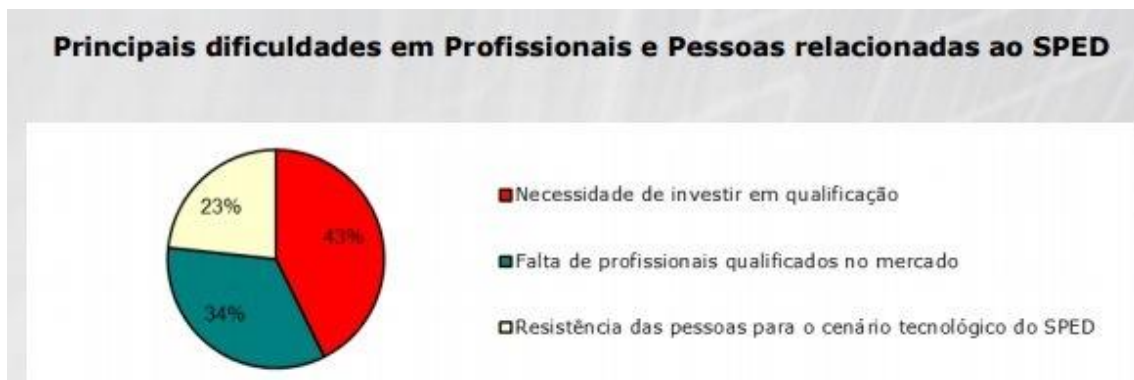 Principais dificuldades em Profissionais e Pessoas relacionadas ao SPED
23%
43%
34%
Necessidade de investir em qualificação
Falta de profissionais qualificados no mercado
Resistência das pessoas para o cenário tecnológico do SPED